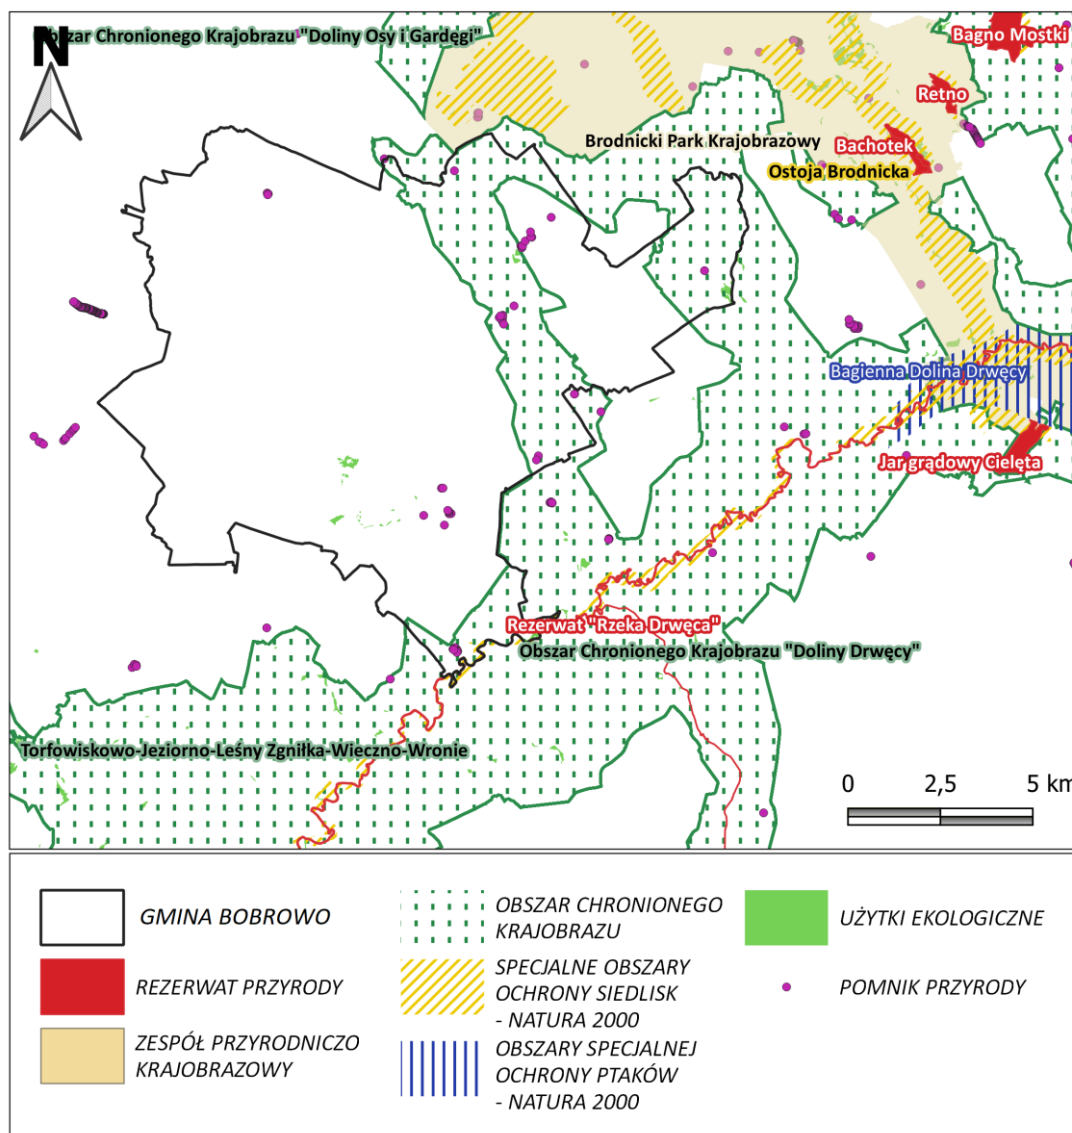 N
Obszar Chronionego Krajobrazu "Doliny Osy i Gardęgi"
Bagno Mostki
Retno
Brodnicki Park Krajobrazowy
Bachotek
Ostoja Brodnicka
Bagienna Dolina Drwęcy
Jar grądowy Cielęta
Rezerwat "Rzeka Drwęca"
Obszar Chronionego Krajobrazu "Doliny Drwęcy"
Torfowiskowo-Jeziorno-Leśny Zgniłka-Wieczno-Wronie
0 2,5 5 km
GMINA BOBROWO
REZERWAT PRZYRODY
ZESPÓŁ PRZYRODNICZO
KRAJOBRAZOWY
OBSZAR CHRONIONEGO
KRAJOBRAZU
SPECJALNE OBSZARY
OCHRONY SIEDLISK
- NATURA 2000
OBSZARY SPECJALNEJ
OCHRONY PTAKÓW
- NATURA 2000
UŻYTKI EKOLOGICZNE
POMNIK PRZYRODY